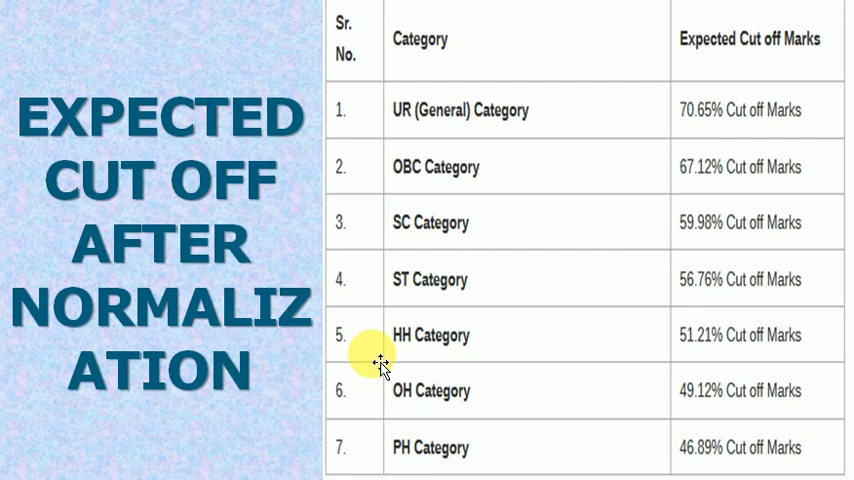 EXPECTED
CUT OFF
AFTER
NORMALIZ
ATION
Sr. No. Category Expected Cut off Marks
1. UR (General) Category 70.65% Cut off Marks
2. OBC Category 67.12% Cut off Marks
3. SC Category 59.98% Cut off Marks
4. ST Category 56.76% Cut off Marks
5. HH Category 51.21% Cut off Marks
6. OH Category 49.12% Cut off Marks
7. PH Category 46.89% Cut off Marks